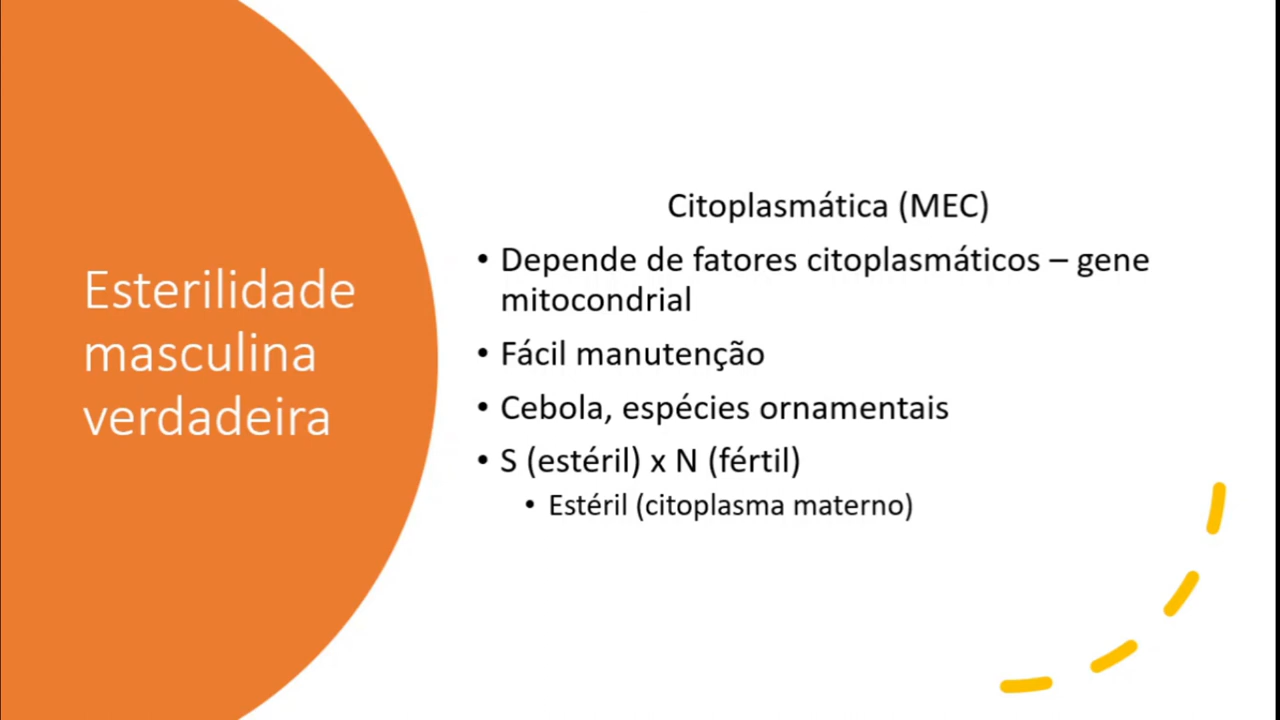 Esterilidade
masculina
verdadeira
Citoplasmática (MEC)
• Depende de fatores citoplasmáticos – gene
mitocondrial
• Fácil manutenção
• Cebola, espécies ornamentais
• S (estéril) x N (fértil)
• Estéril (citoplasma materno)